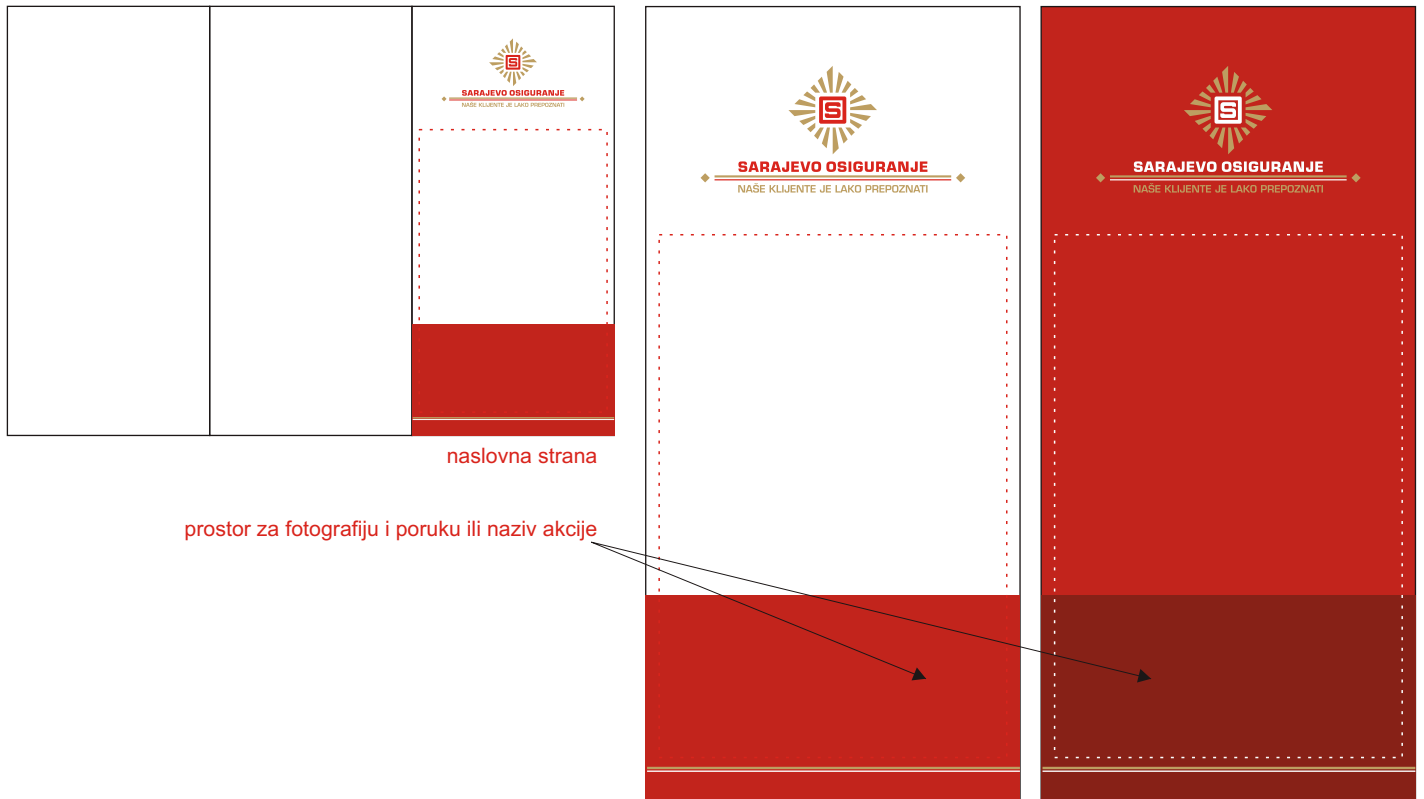 SARAJEVO OSIGURANJE
NAŠE KLIJENTE JE LAKO PREPOZNATI
naslovna strana
prostor za fotografiju i poruku ili naziv akcije
S
SARAJEVO OSIGURANJE
NAŠE KLIJENTE JE LAKO PREPOZNATI
S
SARAJEVO OSIGURANJE
NAŠE KLIJENTE JE LAKO PREPOZNATI